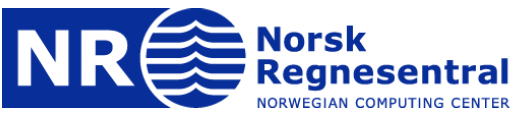 NR
Norsk
Regnesentral
NORWEGIAN COMPUTING CENTER